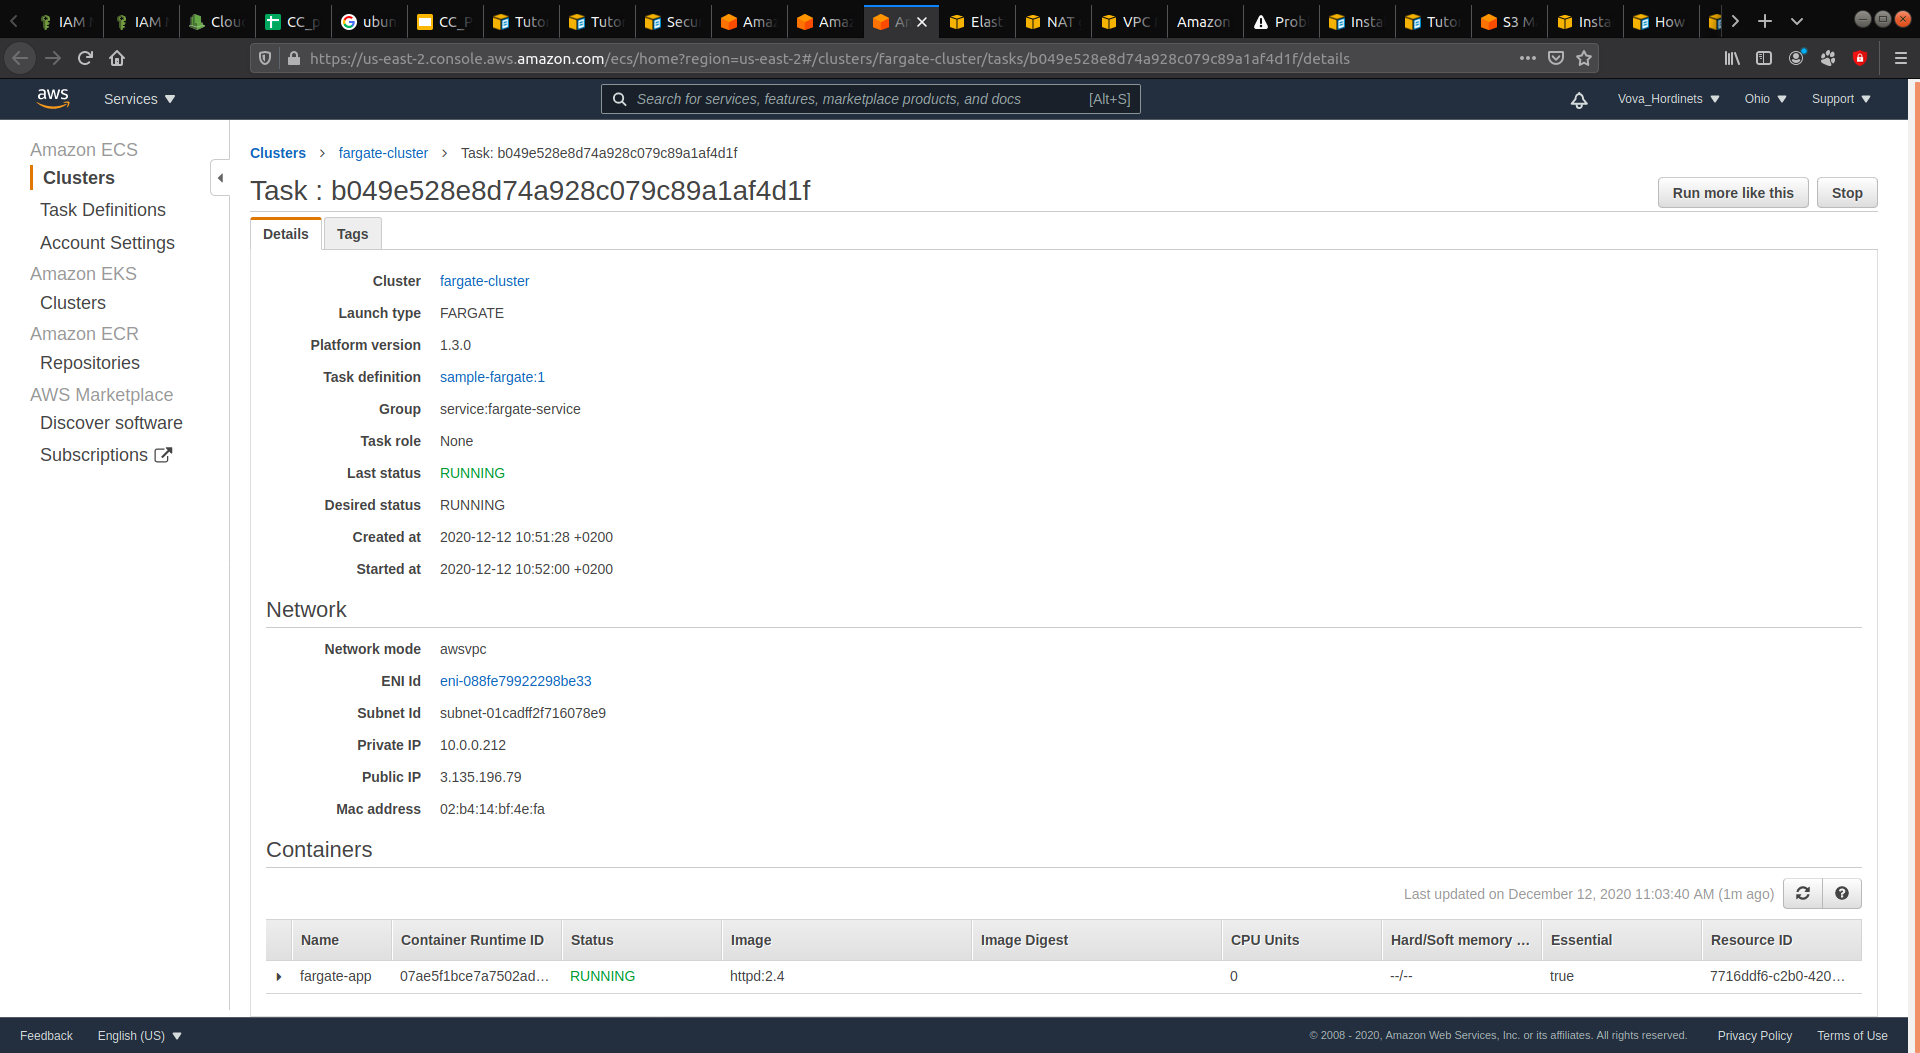 IAM
IAM
Clou
CC_p
ubun
CC_P
Tuto
Tuto
Secu
Amaz
Amaz
Elast
NAT
VPC
Amazon
Prob
Insta
Tuto
S3 M
Insta
How
https://us-east-2.console.aws.amazon.com/ecs/home?region=us-east-2#/clusters/fargate-cluster/tasks/b049e528e8d74a928c079c89a1af4d1f/details
aws
Services
Search for services, features, marketplace products, and docs [Alt+S]
Vova_Hordinets
Ohio
Support
Amazon ECS
Clusters
Task Definitions
Account Settings
Amazon EKS
Clusters
Amazon ECR
Repositories
AWS Marketplace
Discover software
Subscriptions
Clusters > fargate-cluster > Task: b049e528e8d74a928c079c89a1af4d1f
Task : b049e528e8d74a928c079c89a1af4d1f
Run more like this
Stop
Details
Tags
Cluster fargate-cluster
Launch type FARGATE
Platform version 1.3.0
Task definition sample-fargate:1
Group service:fargate-service
Task role None
Last status RUNNING
Desired status RUNNING
Created at 2020-12-12 10:51:28 +0200
Started at 2020-12-12 10:52:00 +0200
Network
Network mode awsvpc
ENI Id eni-088fe79922298be33
Subnet Id subnet-01cadff2f716078e9
Private IP 10.0.0.212
Public IP 3.135.196.79
Mac address 02:b4:14:bf:4e:fa
Containers
Last updated on December 12, 2020 11:03:40 AM (1m ago)
Name Container Runtime ID Status Image Image Digest CPU Units Hard/Soft memory ... Essential Resource ID
fargate-app 07ae5f1bce7a7502ad... RUNNING httpd:2.4 0 --/-- true 7716ddf6-c2b0-420...
Feedback
English (US)
© 2008 - 2020, Amazon Web Services, Inc. or its affiliates. All rights reserved.
Privacy Policy
Terms of Use